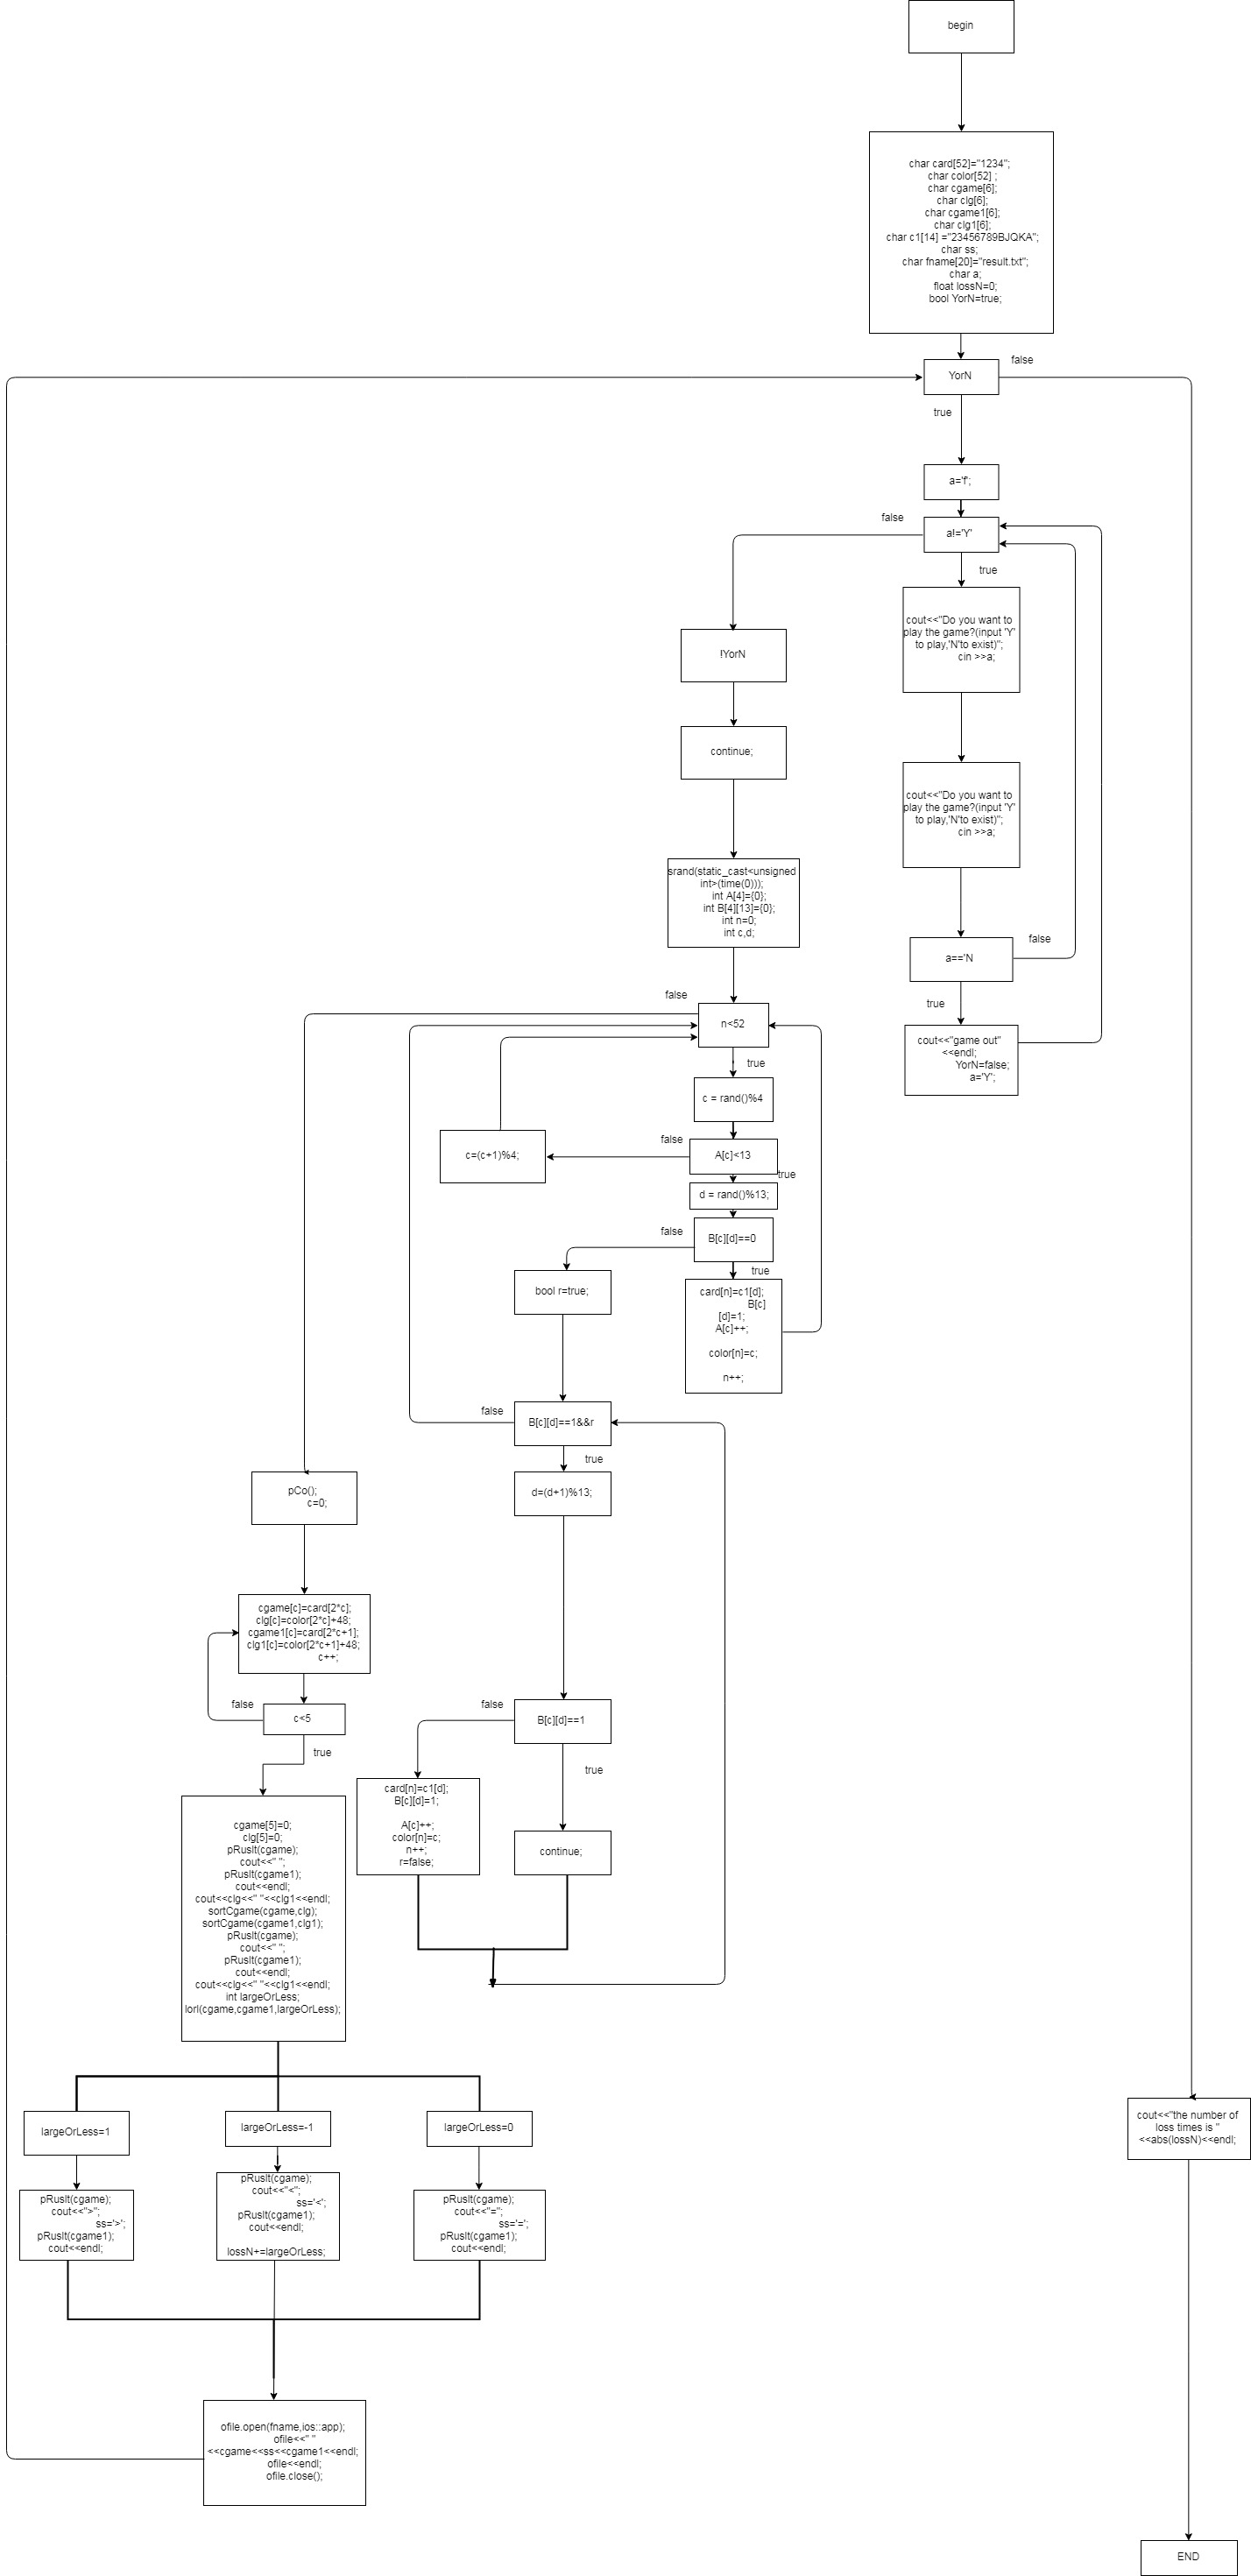 begin
char card[52]="1234";
char color[52] ;
char cgame[6];
char clg[6];
char cgame1[6];
char clg1[6];
char c1[14] ="23456789BJQKA";
char ss;
char fname[20]="result.txt";
char a;
float lossN=0;
bool YorN=true;
YorN
false
true
a='f';
a!='Y'
false
true
cout<<"Do you want to
play the game?(input 'Y'
to play,'N'to exist)";
cin >>a;
!YorN
continue;
cout<<"Do you want to
play the game?(input 'Y'
to play,'N'to exist)";
cin >>a;
srand(static_cast<unsigned
int>(time(0)));
int A[4]={0};
int B[4][13]={0};
int n=0;
int c,d;
a=='N
false
true
cout<<"game out"
<<endl;
YorN=false;
a='Y';
n<52
false
true
c = rand()%4
A[c]<13
false
true
c=(c+1)%4;
d = rand()%13;
B[c][d]==0
false
true
bool r=true;
card[n]=c1[d];
B[c]
[d]=1;
A[c]++;
color[n]=c;
n++;
B[c][d]==1&&r
false
true
d=(d+1)%13;
pCo();
c=0;
cgame[c]=card[2*c];
clg[c]=color[2*c]+48;
cgame1[c]=card[2*c+1];
clg1[c]=color[2*c+1]+48;
c++;
c<5
false
true
B[c][d]==1
false
true
card[n]=c1[d];
B[c][d]=1;
A[c]++;
color[n]=c;
n++;
r=false;
continue;
cgame[5]=0;
clg[5]=0;
pRuslt(cgame);
cout<<" ";
pRuslt(cgame1);
cout<<endl;
cout<<clg<<" "<<clg1<<endl;
sortCgame(cgame,clg);
sortCgame(cgame1,clg1);
pRuslt(cgame);
cout<<" ";
pRuslt(cgame1);
cout<<endl;
cout<<clg<<" "<<clg1<<endl;
int largeOrLess;
lorl(cgame,cgame1,largeOrLess);
largeOrLess=1
largeOrLess=-1
largeOrLess=0
pRuslt(cgame);
cout<<">";
ss='>';
pRuslt(cgame1);
cout<<endl;
pRuslt(cgame);
cout<<"<";
ss='<';
pRuslt(cgame1);
cout<<endl;
lossN+=largeOrLess;
pRuslt(cgame);
cout<<"=";
ss='=';
pRuslt(cgame1);
cout<<endl;
cout<<"the number of
loss times is "
<<abs(lossN)<<endl;
ofile.open(fname,ios::app);
ofile<<" "
<<cgame<<ss<<cgame1<<endl;
ofile<<endl;
ofile.close();
END